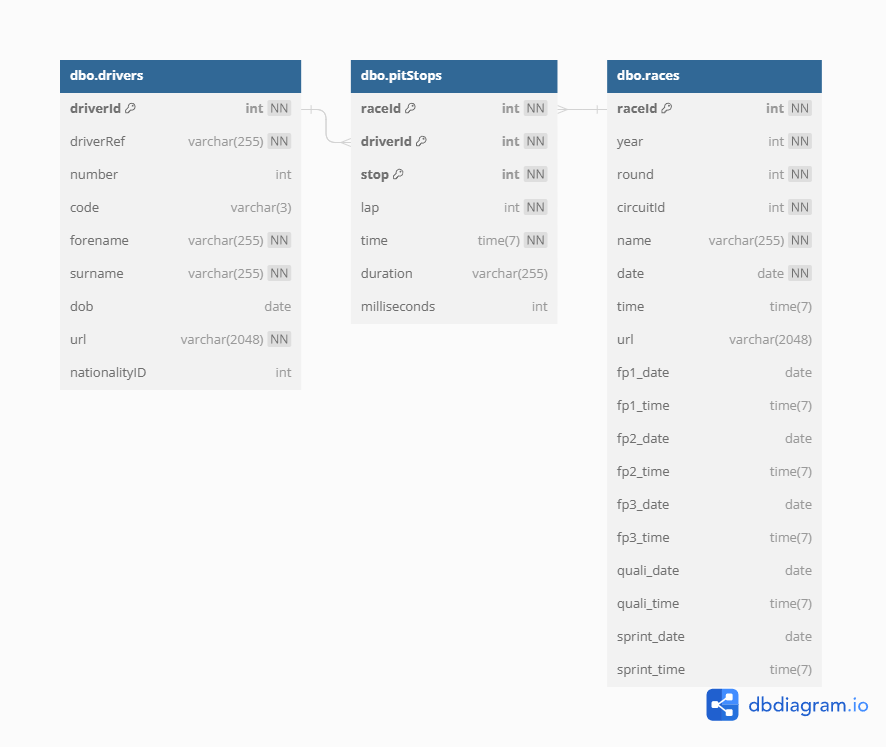 dbo.drivers
driverId int NN
driverRef varchar(255) NN
number int
code varchar(3)
forename varchar(255) NN
surname varchar(255) NN
dob date
url varchar(2048) NN
nationalityID int
dbo.pitStops
raceId int NN
driverId int NN
stop int NN
lap int NN
time time(7) NN
duration varchar(255)
milliseconds int
dbo.races
raceId int NN
year int NN
round int NN
circuitId int NN
name varchar(255) NN
date date NN
time time(7)
url varchar(2048)
fp1_date date
fp1_time time(7)
fp2_date date
fp2_time time(7)
fp3_date date
fp3_time time(7)
quali_date date
quali_time time(7)
sprint_date date
sprint_time time(7)
dbdiagram.io